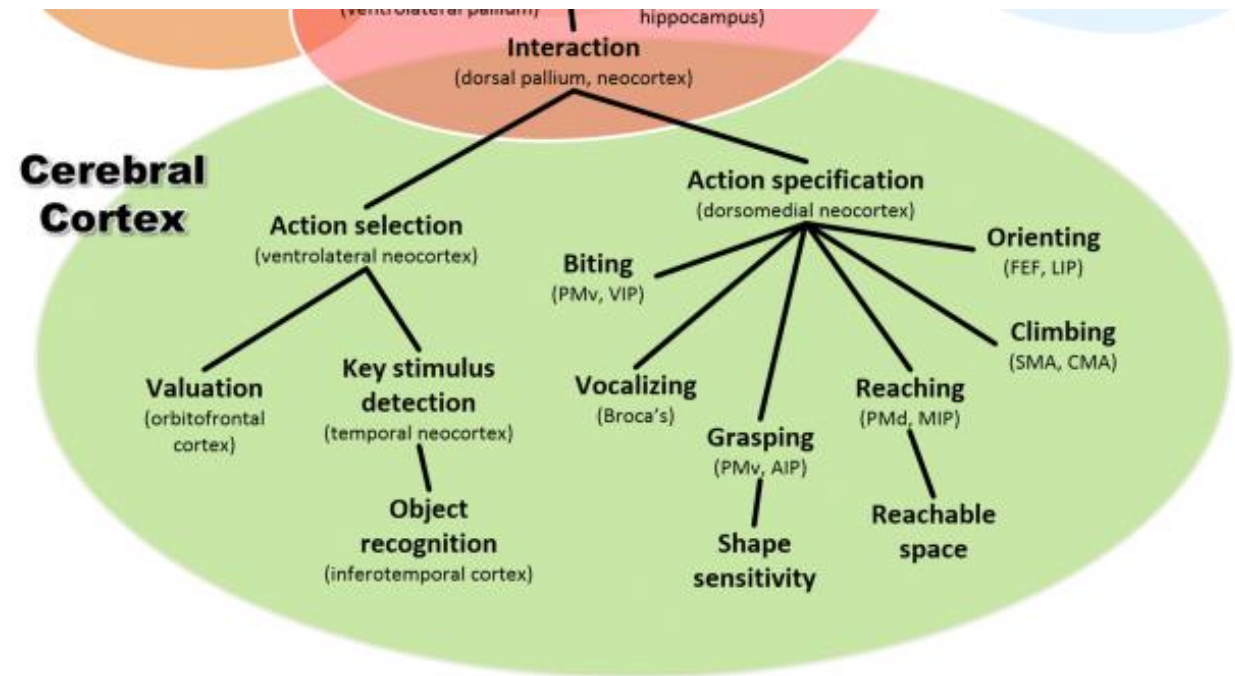 (ventrolateral pallium)
hippocampus)
Interaction
(dorsal pallium, neocortex)
Cerebral
Cortex
Action selection
(ventrolateral neocortex)
Action specification
(dorsomedial neocortex)
Biting
(PMv, VIP)
Orienting
(FEF, LIP)
Climbing
(SMA, CMA)
Valuation
(orbitofrontal
cortex)
Key stimulus
detection
(temporal neocortex)
Vocalizing
(Broca's)
Grasping
(PMv, AIP)
Reaching
(PMd, MIP)
Object
recognition
(inferotemporal cortex)
Shape
sensitivity
Reachable
space